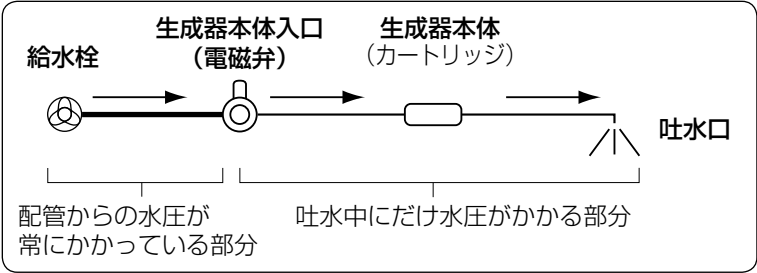 給水栓
生成器本体入口
（電磁弁）
生成器本体
（カートリッジ）
吐水口
配管からの水圧が
常にかかっている部分
吐水中にだけ水圧がかかる部分